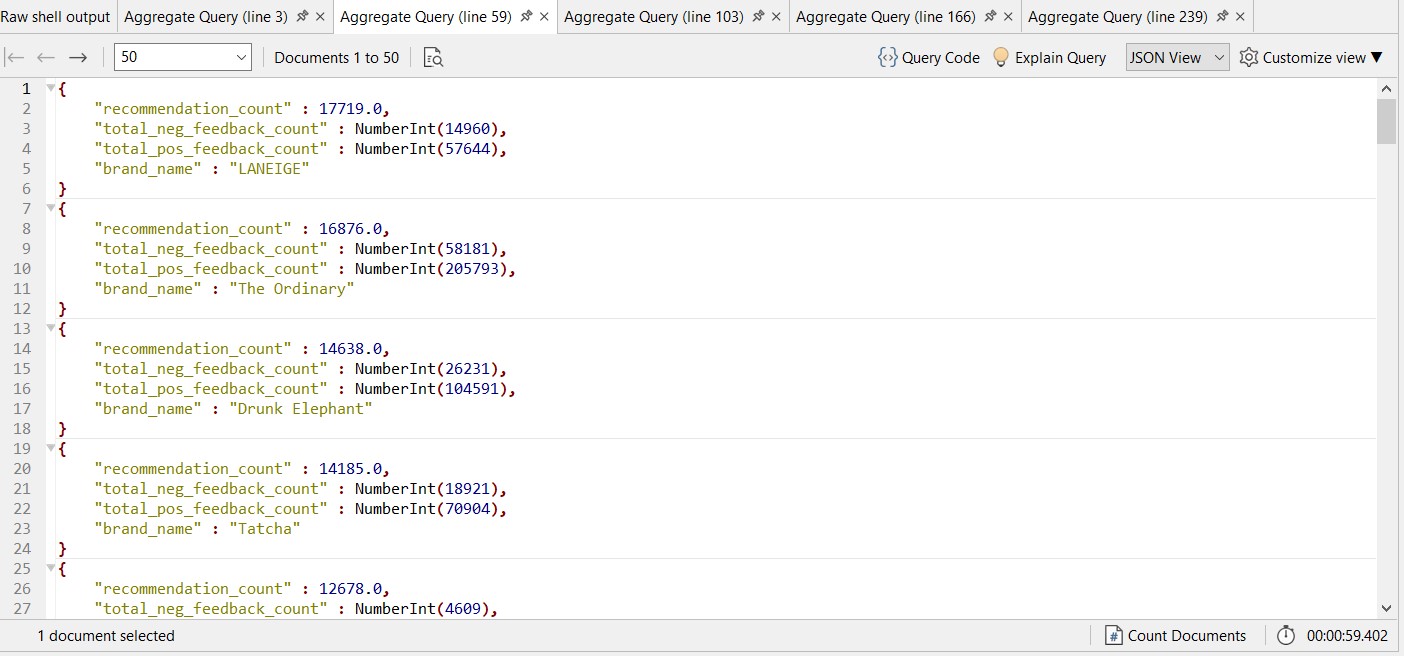 Raw shell output Aggregate Query (line 3) Aggregate Query (line 59) Aggregate Query (line 103) Aggregate Query (line 166) Aggregate Query (line 239)
50 Documents 1 to 50 Query Code Explain Query JSON View Customize view
1 {
2 "recommendation_count" : 17719.0,
3 "total_neg_feedback_count" : NumberInt(14960),
4 "total_pos_feedback_count" : NumberInt(57644),
5 "brand_name" : "LANEIGE"
6 }
7 {
8 "recommendation_count" : 16876.0,
9 "total_neg_feedback_count" : NumberInt(58181),
10 "total_pos_feedback_count" : NumberInt(205793),
11 "brand_name" : "The Ordinary"
12 }
13 {
14 "recommendation_count" : 14638.0,
15 "total_neg_feedback_count" : NumberInt(26231),
16 "total_pos_feedback_count" : NumberInt(104591),
17 "brand_name" : "Drunk Elephant"
18 }
19 {
20 "recommendation_count" : 14185.0,
21 "total_neg_feedback_count" : NumberInt(18921),
22 "total_pos_feedback_count" : NumberInt(70904),
23 "brand_name" : "Tatcha"
24 }
25 {
26 "recommendation_count" : 12678.0,
27 "total_neg_feedback_count" : NumberInt(4609),
1 document selected # Count Documents 00:00:59.402